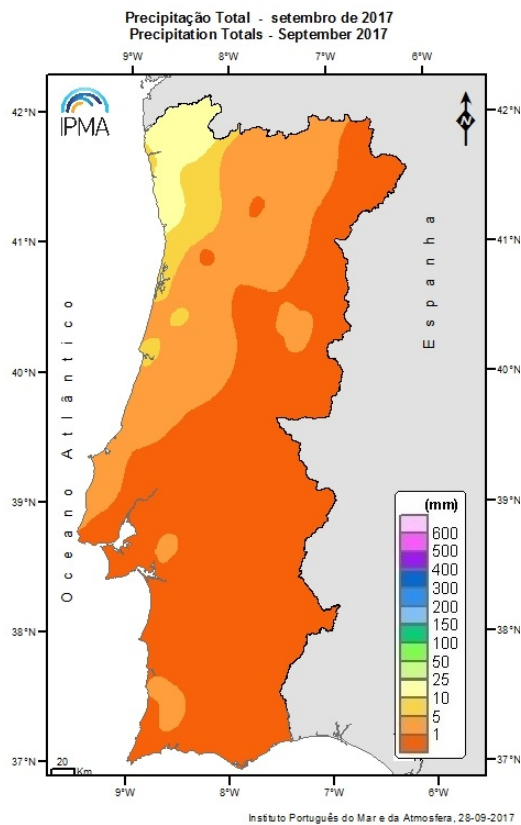 Precipitação Total - setembro de 2017
Precipitation Totals - September 2017
9°W 8°W 7°W 6°W
42°N 42°N
IPMA
N
41°N 41°N
Espanha
Oceano Atlântico
40°N 40°N
39°N 39°N
(mm)
600
500
400
300
200
150
100
50
25
10
5
1
38°N 38°N
37°N 37°N
20
Km
9°W 8°W 7°W 6°W
Instituto Português do Mar e da Atmosfera, 28-09-2017